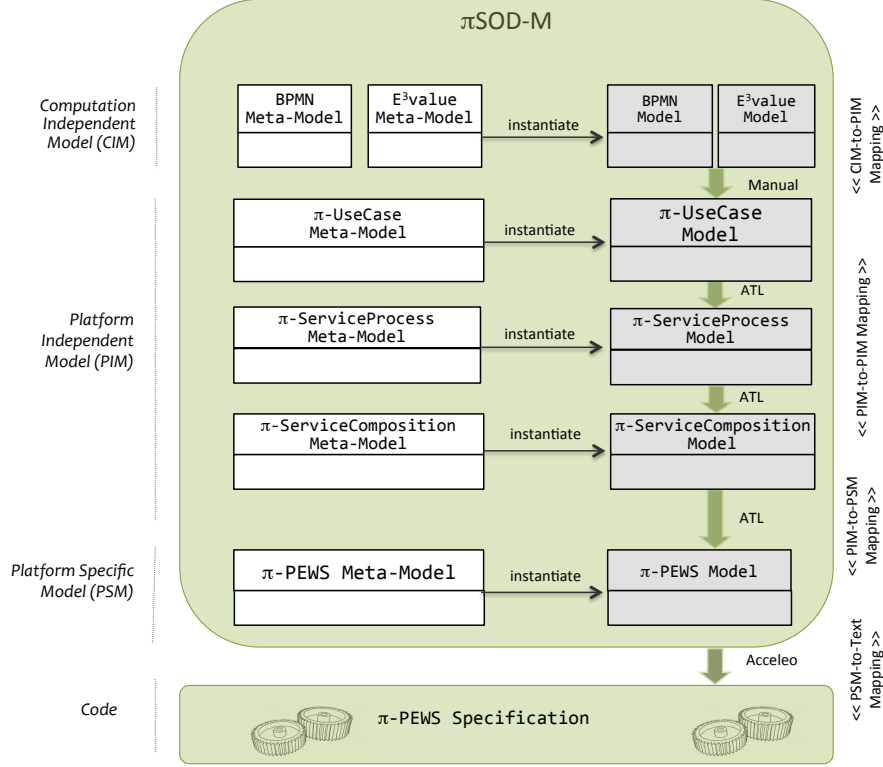 πSOD-M
Computation
Independent
Model (CIM)
BPMN
Meta-Model
E³value
Meta-Model
instantiate
BPMN
Model
E³value
Model
<< CIM-to-PIM
Mapping >>
Manual
π-UseCase
Meta-Model
instantiate
π-UseCase
Model
ATL
Platform
Independent
Model (PIM)
π-ServiceProcess
Meta-Model
instantiate
π-ServiceProcess
Model
<< PIM-to-PIM Mapping >>
ATL
π-ServiceComposition
Meta-Model
instantiate
π-ServiceComposition
Model
ATL
<< PIM-to-PSM
Mapping >>
Platform Specific
Model (PSM)
π-PEWS Meta-Model
instantiate
π-PEWS Model
Acceleo
<< PSM-to-Text
Mapping >>
Code
π-PEWS Specification